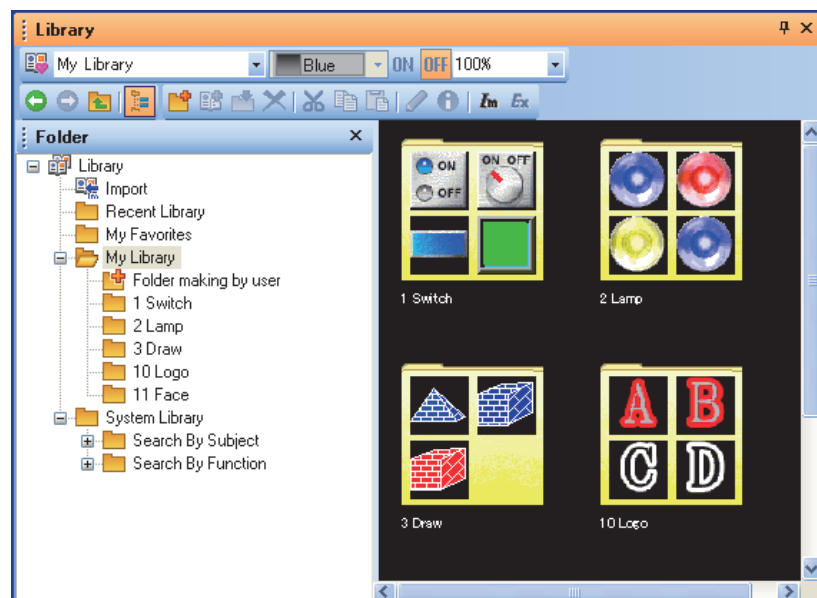 Library
My Library Blue ON OFF 100%
Im Ex
Folder
Library
Import
Recent Library
My Favorites
My Library
Folder making by user
1 Switch
2 Lamp
3 Draw
10 Logo
11 Face
System Library
Search By Subject
Search By Function
ON ON OFF
OFF
1 Switch 2 Lamp
A B
C D
3 Draw 10 Logo